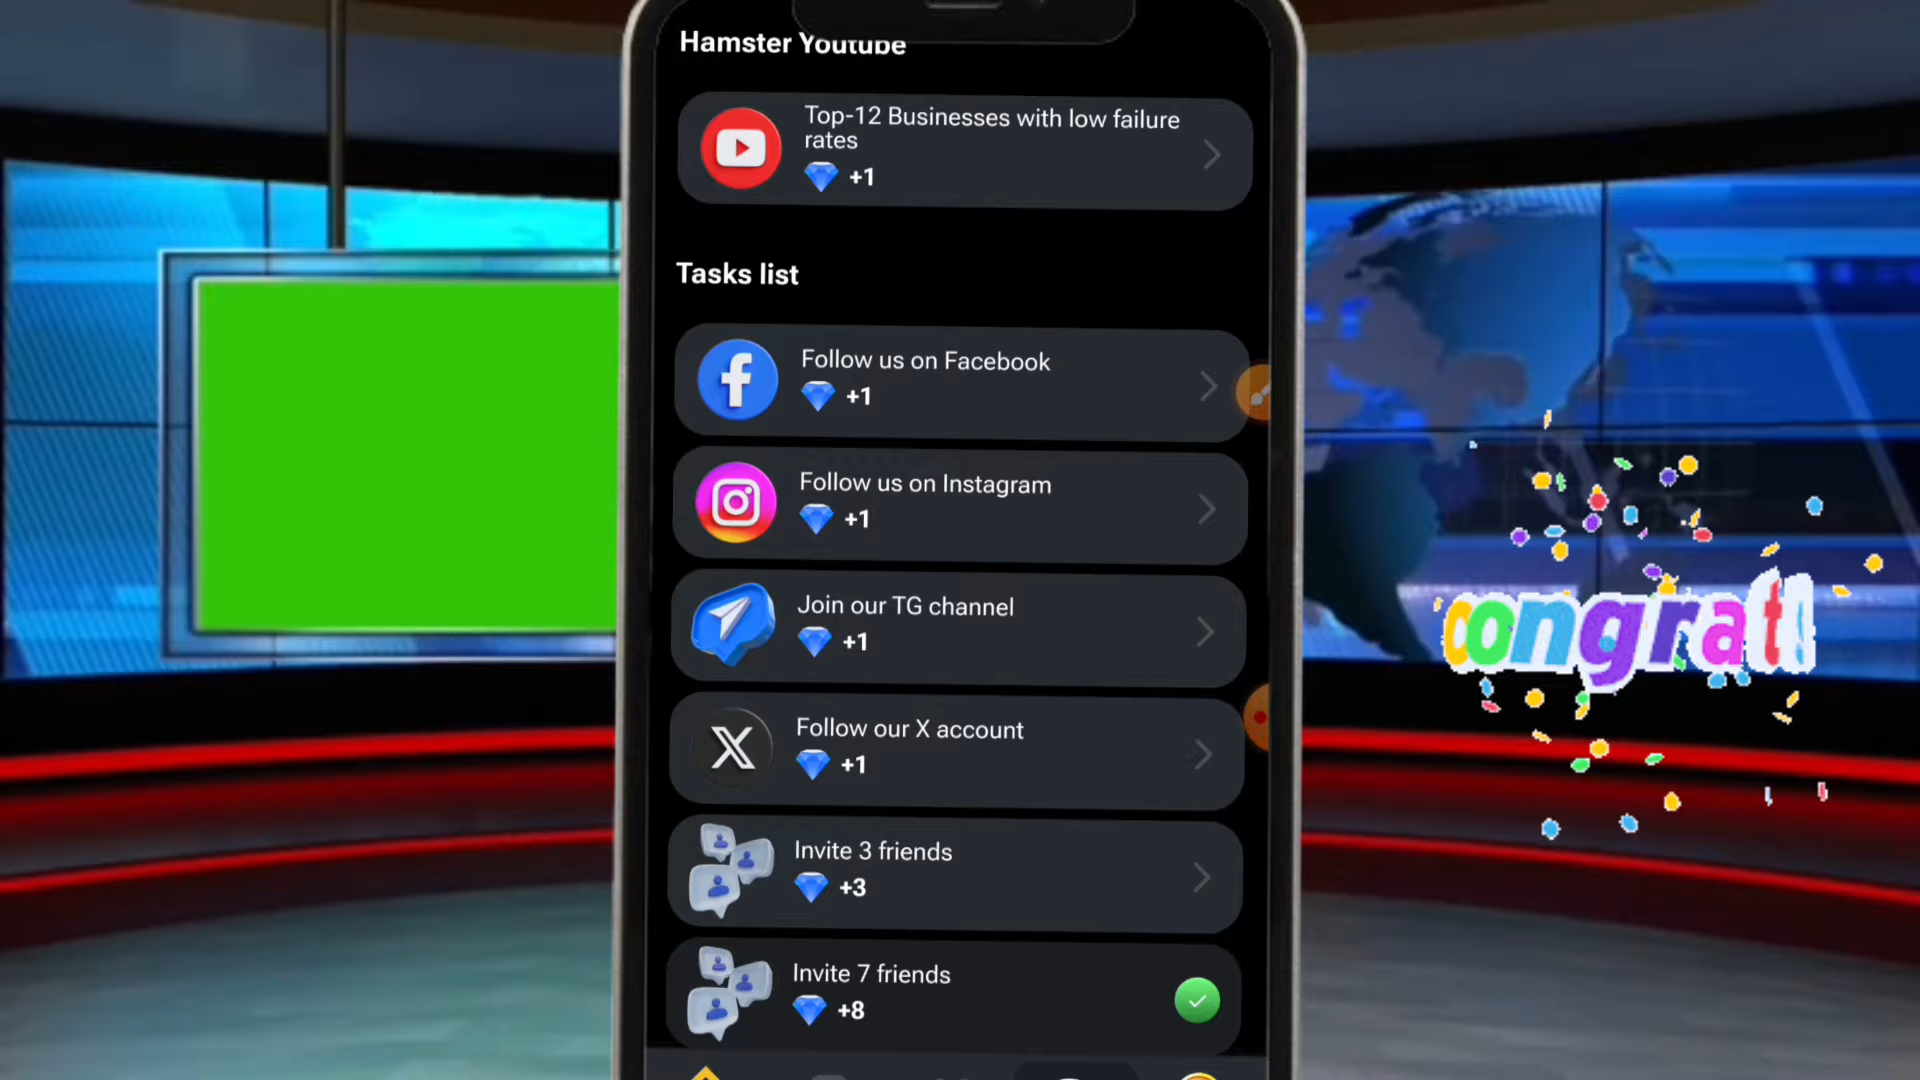 Hamster Youtube
Top-12 Businesses with low failure
rates
+1
Tasks list
Follow us on Facebook
+1
Follow us on Instagram
+1
Join our TG channel
+1
Follow our X account
+1
Invite 3 friends
+3
Invite 7 friends
+8
congrats